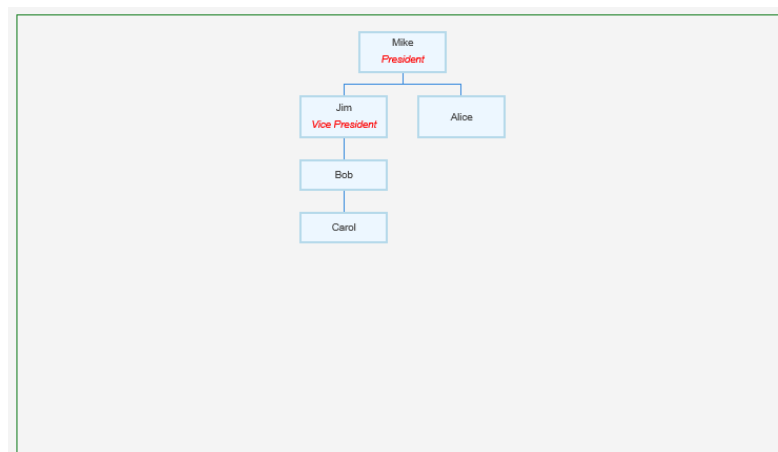 Mike
President
Jim
Vice President
Alice
Bob
Carol